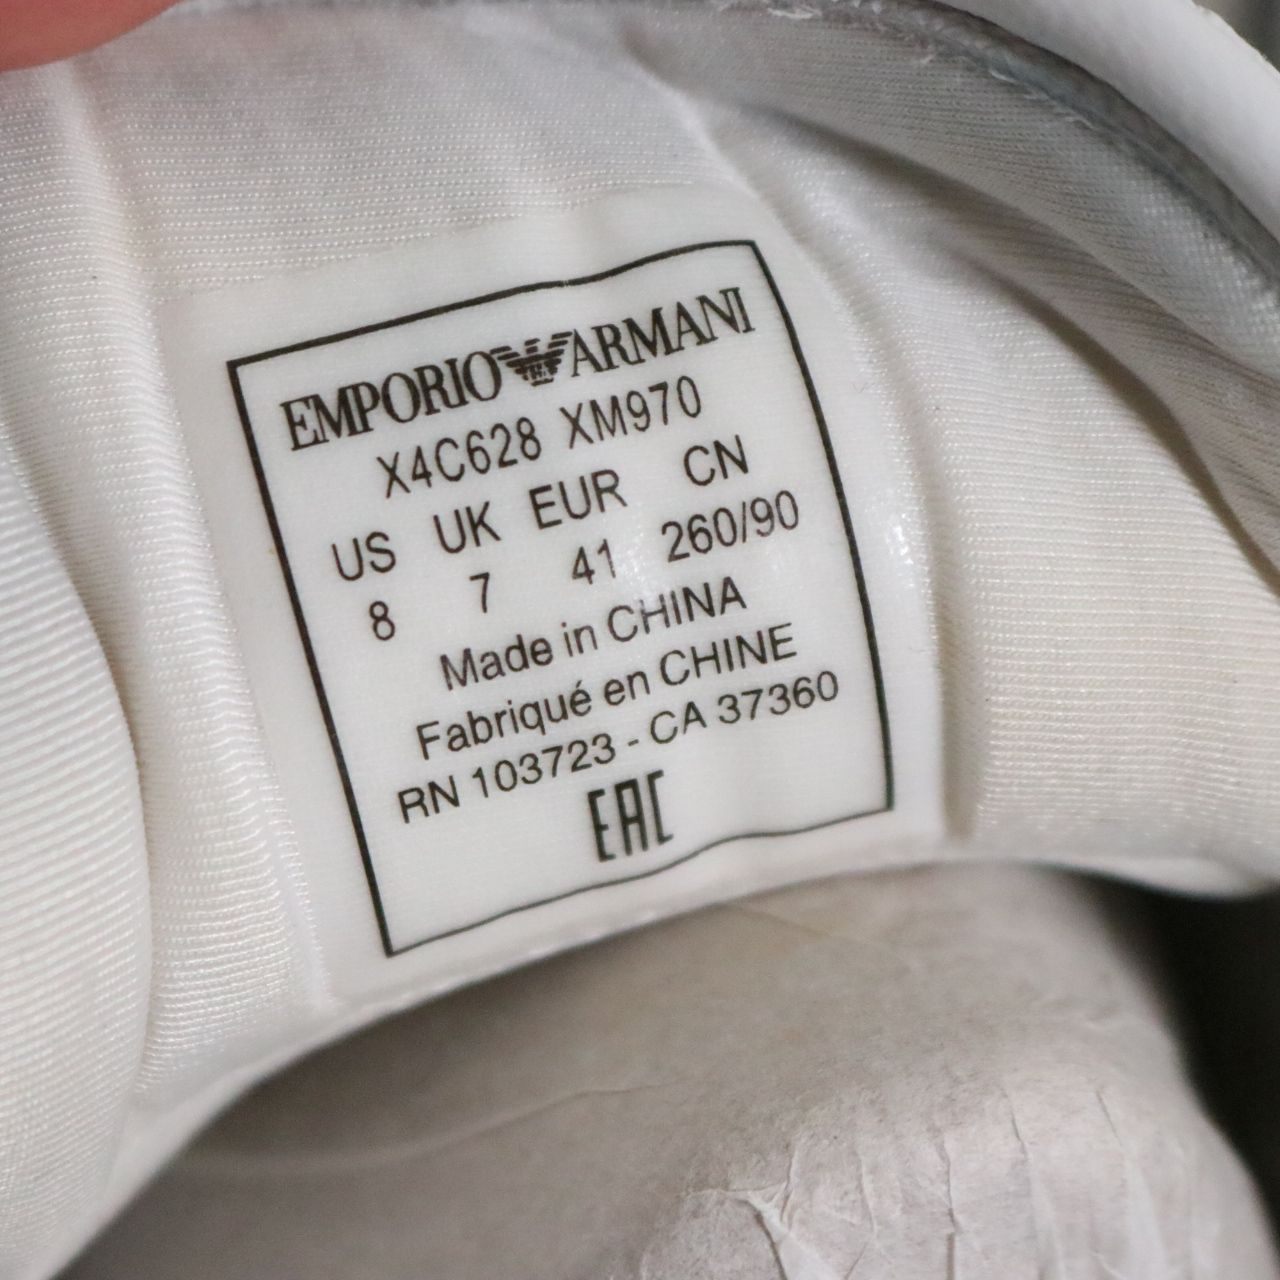 EMPORIO ARMANI
X4C628 XM970
US UK EUR CN
8 7 41 260/90
Made in CHINA
Fabriqué en CHINE
RN 103723 - CA 37360
EAC